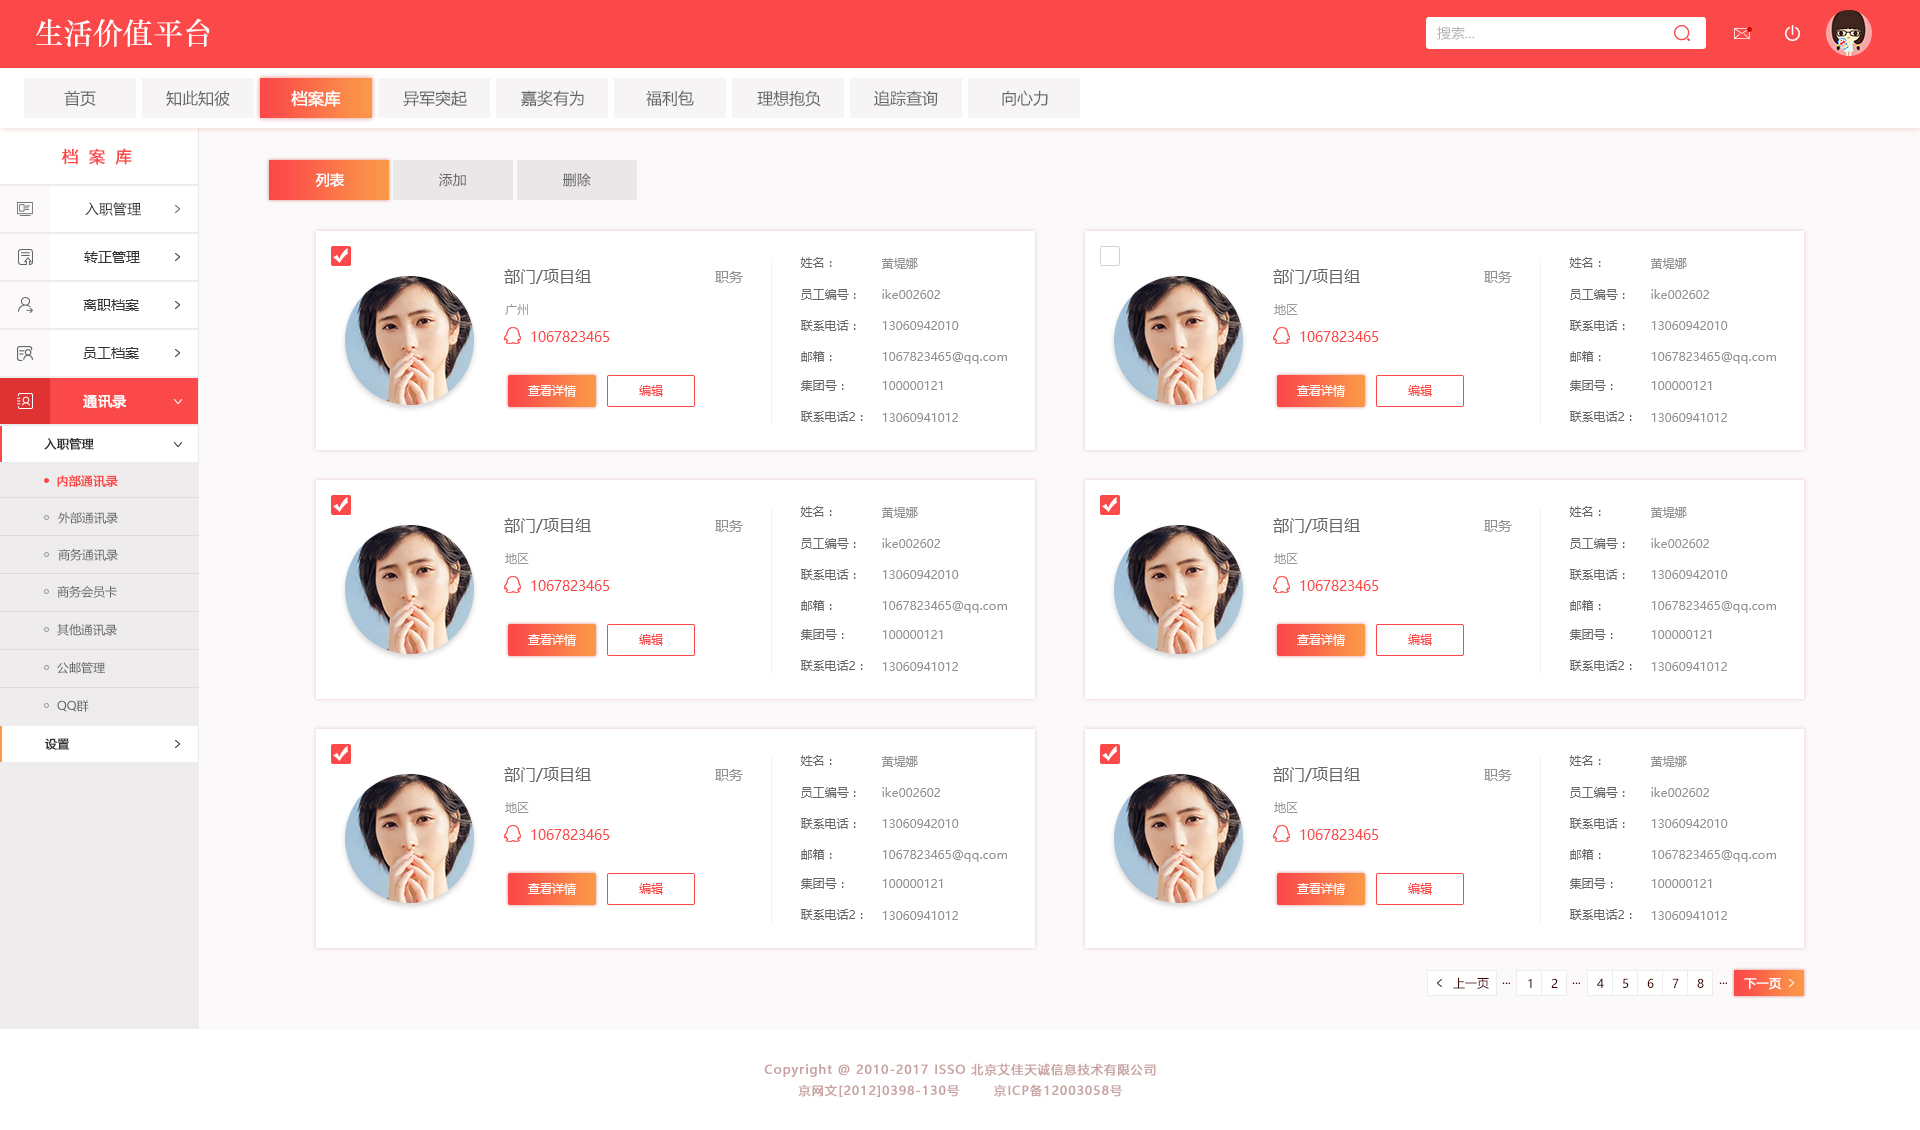 生活价值平台
搜索...
首页 知此知彼 档案库 异军突起 嘉奖有为 福利包 理想抱负 追踪查询 向心力
档案库
入职管理
转正管理
离职档案
员工档案
通讯录
入职管理
内部通讯录
外部通讯录
商务通讯录
商务会员卡
其他通讯录
公邮管理
QQ群
设置
列表 添加 删除
部门/项目组 职务
广州
1067823465
查看详情 编辑
姓名： 黄堤娜
员工编号： ike002602
联系电话： 13060942010
邮箱： 1067823465@qq.com
集团号： 100000121
联系电话2： 13060941012
部门/项目组 职务
地区
1067823465
查看详情 编辑
姓名： 黄堤娜
员工编号： ike002602
联系电话： 13060942010
邮箱： 1067823465@qq.com
集团号： 100000121
联系电话2： 13060941012
部门/项目组 职务
地区
1067823465
查看详情 编辑
姓名： 黄堤娜
员工编号： ike002602
联系电话： 13060942010
邮箱： 1067823465@qq.com
集团号： 100000121
联系电话2： 13060941012
部门/项目组 职务
地区
1067823465
查看详情 编辑
姓名： 黄堤娜
员工编号： ike002602
联系电话： 13060942010
邮箱： 1067823465@qq.com
集团号： 100000121
联系电话2： 13060941012
部门/项目组 职务
地区
1067823465
查看详情 编辑
姓名： 黄堤娜
员工编号： ike002602
联系电话： 13060942010
邮箱： 1067823465@qq.com
集团号： 100000121
联系电话2： 13060941012
部门/项目组 职务
地区
1067823465
查看详情 编辑
姓名： 黄堤娜
员工编号： ike002602
联系电话： 13060942010
邮箱： 1067823465@qq.com
集团号： 100000121
联系电话2： 13060941012
< 上一页 ... 1 2 ... 4 5 6 7 8 ... 下一页 >
Copyright @ 2010-2017 ISSO 北京艾佳天诚信息技术有限公司
京网文[2012]0398-130号 京ICP备12003058号